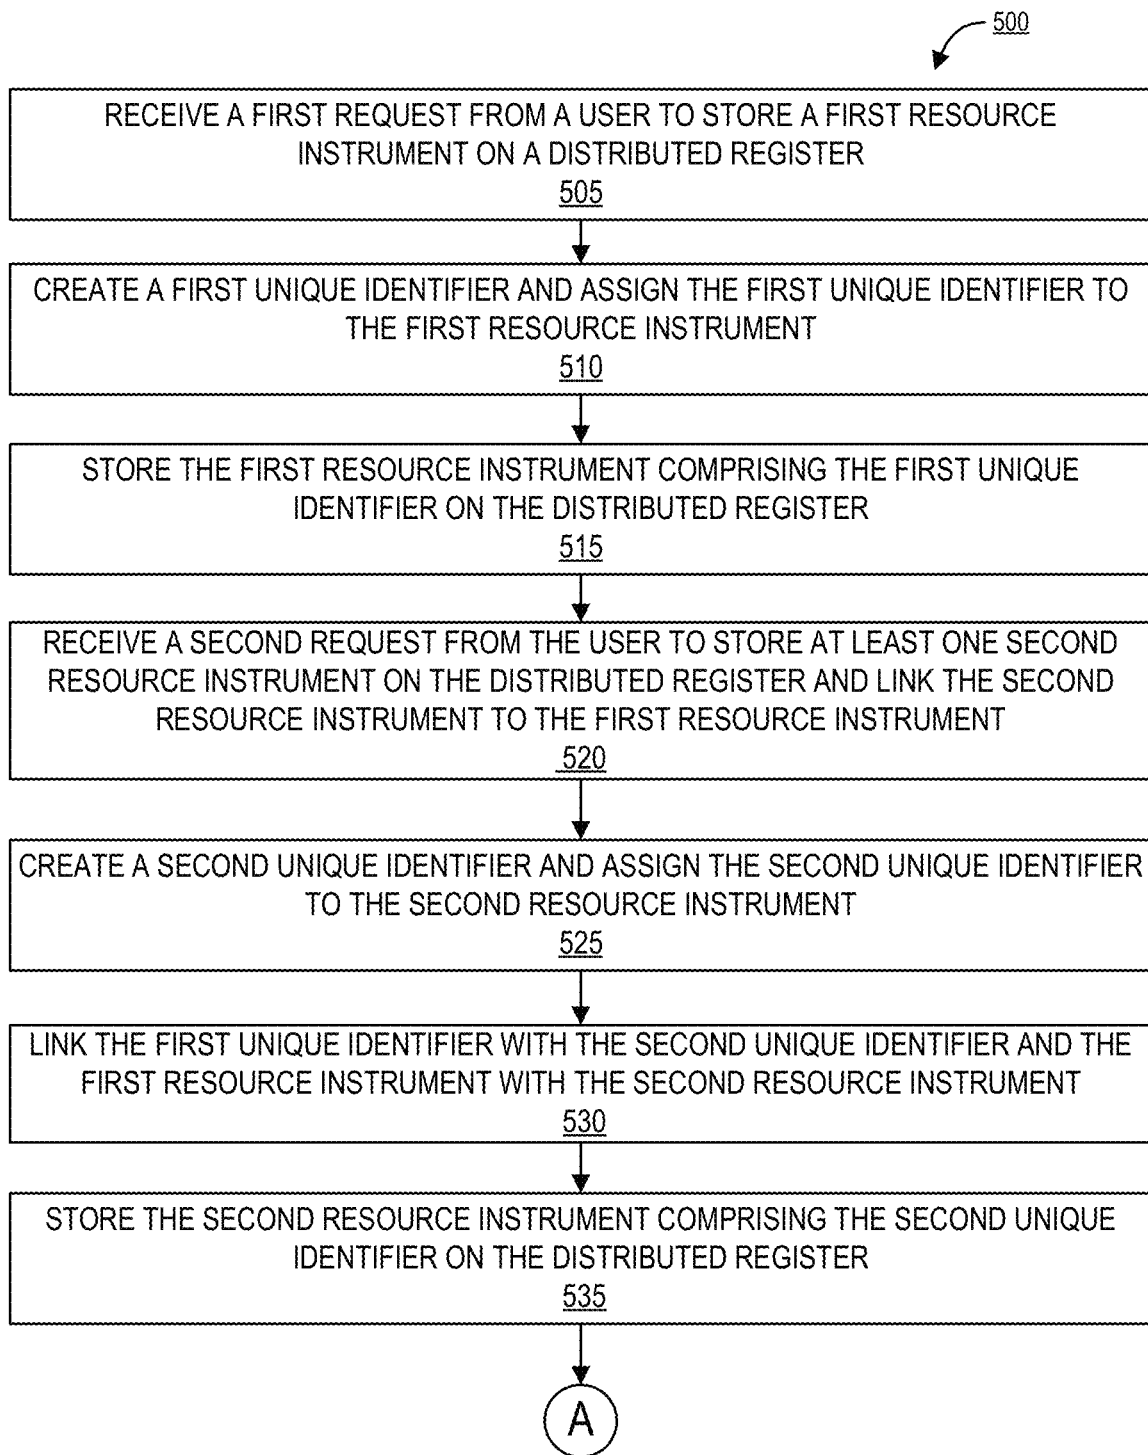 500
RECEIVE A FIRST REQUEST FROM A USER TO STORE A FIRST RESOURCE
INSTRUMENT ON A DISTRIBUTED REGISTER
505
CREATE A FIRST UNIQUE IDENTIFIER AND ASSIGN THE FIRST UNIQUE IDENTIFIER TO
THE FIRST RESOURCE INSTRUMENT
510
STORE THE FIRST RESOURCE INSTRUMENT COMPRISING THE FIRST UNIQUE
IDENTIFIER ON THE DISTRIBUTED REGISTER
515
RECEIVE A SECOND REQUEST FROM THE USER TO STORE AT LEAST ONE SECOND
RESOURCE INSTRUMENT ON THE DISTRIBUTED REGISTER AND LINK THE SECOND
RESOURCE INSTRUMENT TO THE FIRST RESOURCE INSTRUMENT
520
CREATE A SECOND UNIQUE IDENTIFIER AND ASSIGN THE SECOND UNIQUE IDENTIFIER
TO THE SECOND RESOURCE INSTRUMENT
525
LINK THE FIRST UNIQUE IDENTIFIER WITH THE SECOND UNIQUE IDENTIFIER AND THE
FIRST RESOURCE INSTRUMENT WITH THE SECOND RESOURCE INSTRUMENT
530
STORE THE SECOND RESOURCE INSTRUMENT COMPRISING THE SECOND UNIQUE
IDENTIFIER ON THE DISTRIBUTED REGISTER
535
A